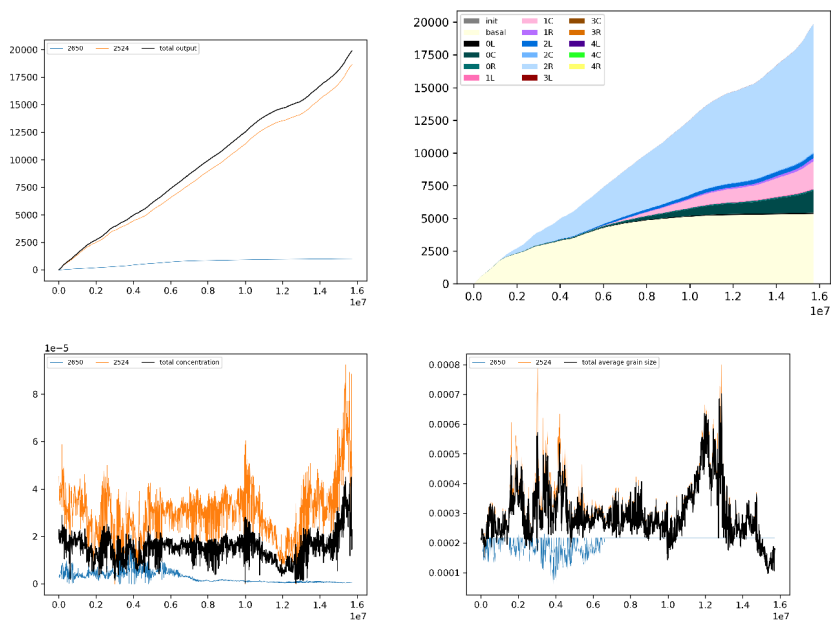 2650 2524 total output
20000
17500
15000
12500
10000
7500
5000
2500
0
0.0 0.2 0.4 0.6 0.8 1.0 1.2 1.4 1.6
1e7
init 1C 3C
basal 1R 3R
0L 2L 4L
0C 2C 4C
0R 2R 4R
1L 3L
20000
17500
15000
12500
10000
7500
5000
2500
0
0.0 0.2 0.4 0.6 0.8 1.0 1.2 1.4 1.6
1e7
1e−5
2650 2524 total concentration
8
6
4
2
0
0.0 0.2 0.4 0.6 0.8 1.0 1.2 1.4 1.6
1e7
2650 2524 total average grain size
0.0008
0.0007
0.0006
0.0005
0.0004
0.0003
0.0002
0.0001
0.0 0.2 0.4 0.6 0.8 1.0 1.2 1.4 1.6
1e7